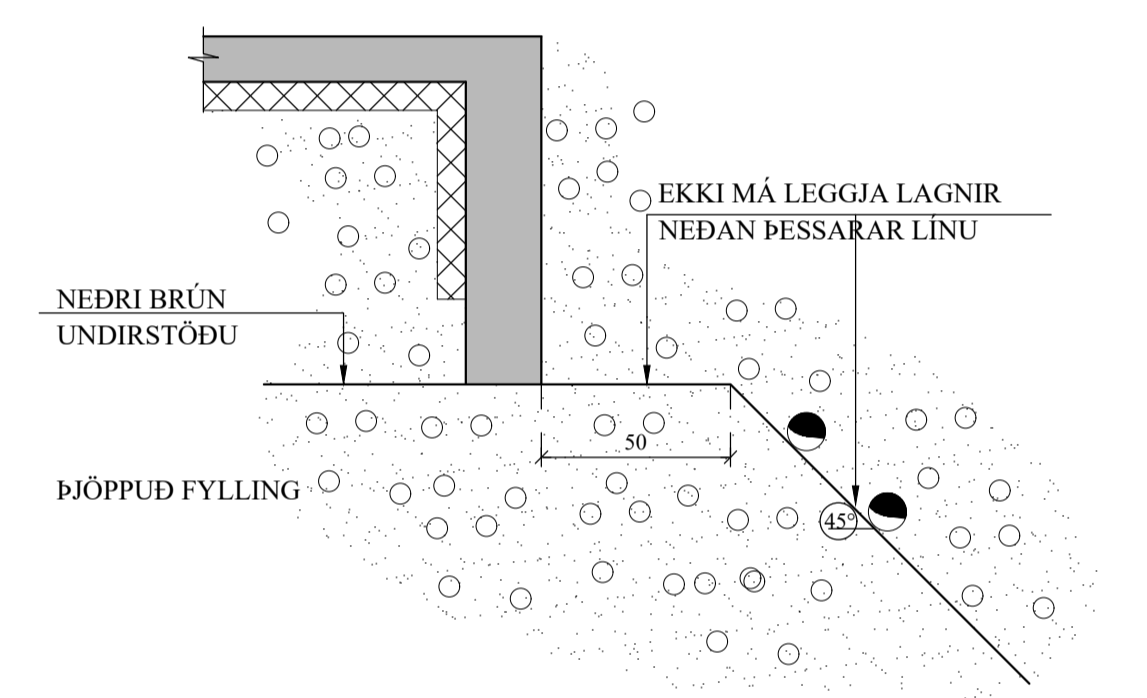 EKKI MÁ LEGGJA LAGNIR
NEÐAN ÞESSARAR LÍNU
NEÐRI BRÚN
UNDIRSTÖÐU
50
ÞJÖPPUÐ FYLLING
45°